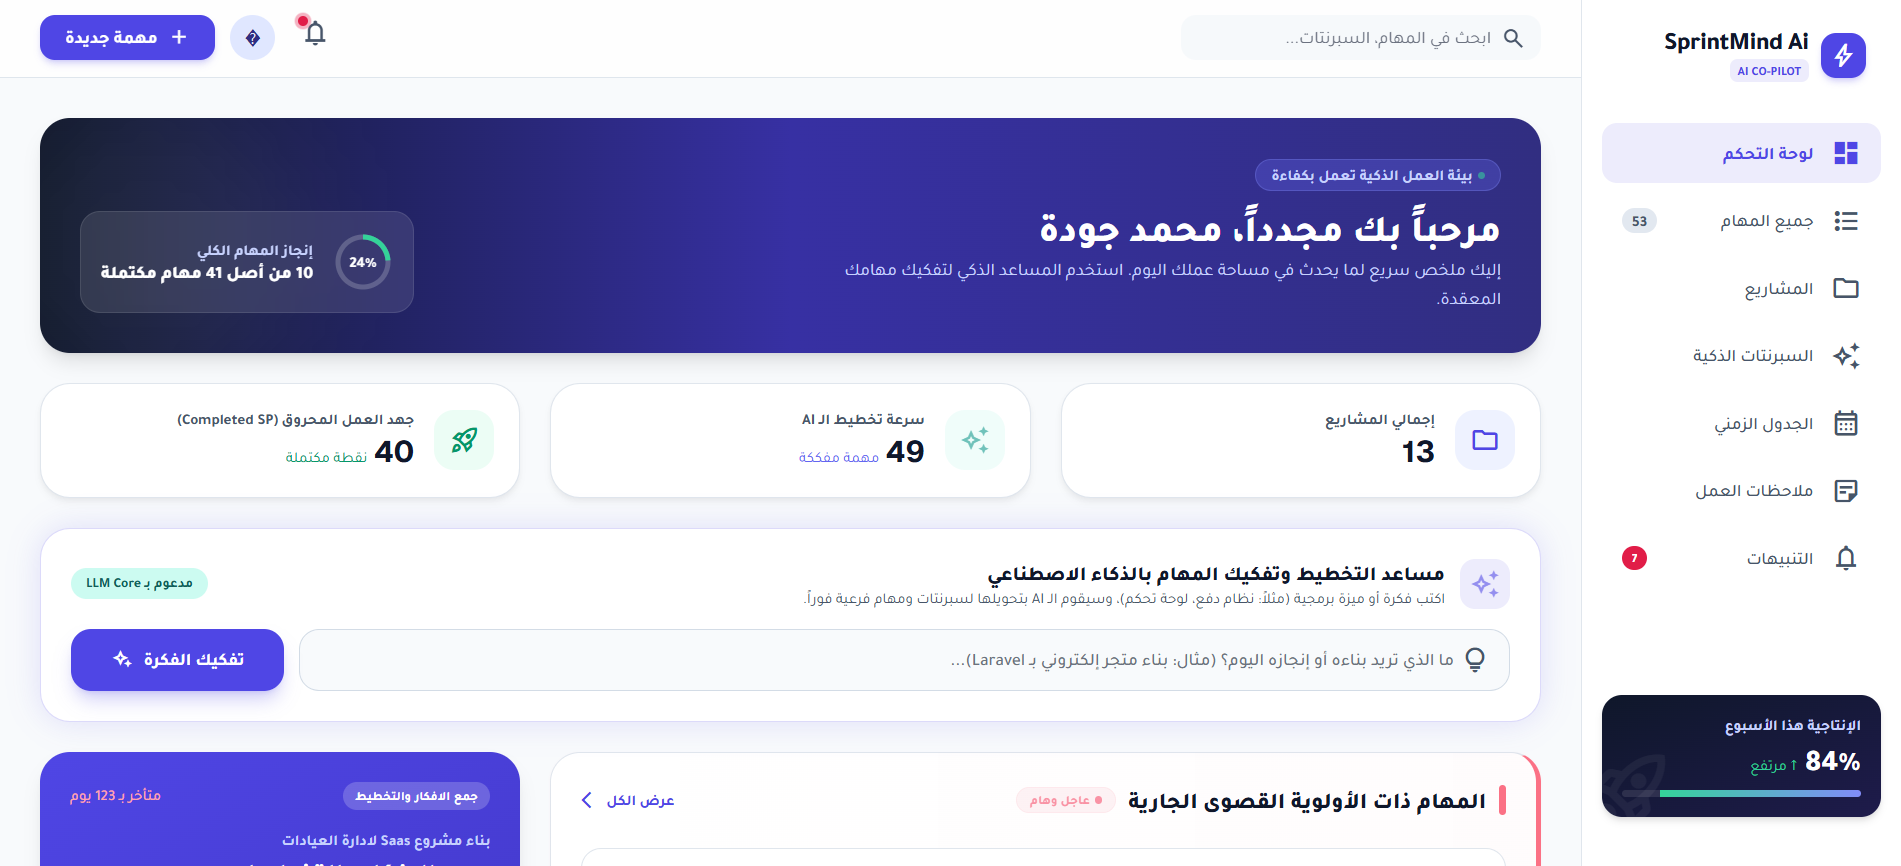 SprintMind Ai
AI CO-PILOT
لوحة التحكم
جميع المهام
53
المشاريع
السبرنتات الذكية
الجدول الزمني
ملاحظات العمل
التنبيهات
7
الإنتاجية هذا الأسبوع
84% ↑ مرتفع
ابحث في المهام، السبرنتات...
+ مهمة جديدة
بيئة العمل الذكية تعمل بكفاءة
مرحباً بك مجدداً، محمد جودة
إليك ملخص سريع لما يحدث في مساحة عملك اليوم. استخدم المساعد الذكي لتفكيك مهامك
المعقدة.
24%
إنجاز المهام الكلي
10 من أصل 41 مهام مكتملة
إجمالي المشاريع
13
سرعة تخطيط الـ AI
49 مهمة مفككة
جهد العمل المحروق (Completed SP)
40 نقطة مكتملة
مساعد التخطيط وتفكيك المهام بالذكاء الاصطناعي
اكتب فكرة أو ميزة برمجية (مثلاً: نظام دفع، لوحة تحكم)، وسيقوم الـ AI بتحويلها لسبرنتات ومهام فرعية فوراً.
مدعوم بـ LLM Core
ما الذي تريد بناءه أو إنجازه اليوم؟ (مثال: بناء متجر إلكتروني بـ Laravel)...
تفكيك الفكرة
المهام ذات الأولوية القصوى الجارية
عاجل وهام
عرض الكل
جمع الافكار والتخطيط
متأخر بـ 123 يوم
بناء مشروع Saas لادارة العيادات